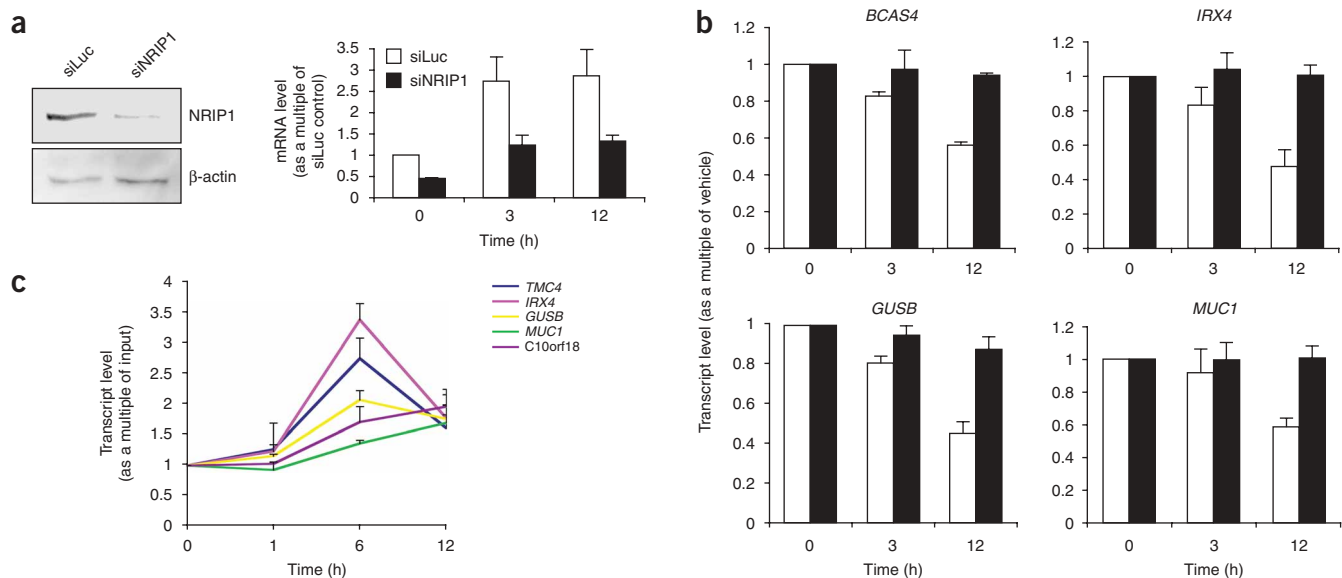 a
siLuc
siNRIP1
NRIP1
β-actin
mRNA level
(as a multiple of
siLuc control)
3.5
3
2.5
2
1.5
1
0.5
0
siLuc
siNRIP1
0 3 12
Time (h)
b
Transcript level (as a multiple of vehicle)
BCAS4
1.2
1
0.8
0.6
0.4
0.2
0
0 3 12
IRX4
1.2
1
0.8
0.6
0.4
0.2
0
0 3 12
GUSB
1
0.8
0.6
0.4
0.2
0
0 3 12
Time (h)
MUC1
1.2
1
0.8
0.6
0.4
0.2
0
0 3 12
Time (h)
c
Transcript level
(as a multiple of input)
4
3.5
3
2.5
2
1.5
1
0.5
0
TMC4
IRX4
GUSB
MUC1
C10orf18
0 1 6 12
Time (h)